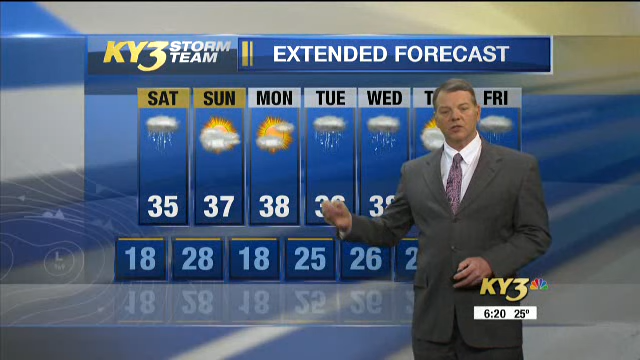 KY3 STORM TEAM
EXTENDED FORECAST
SAT SUN MON TUE WED FRI
35 37 38
18 28 18 25 26
KY3
6:20 25°